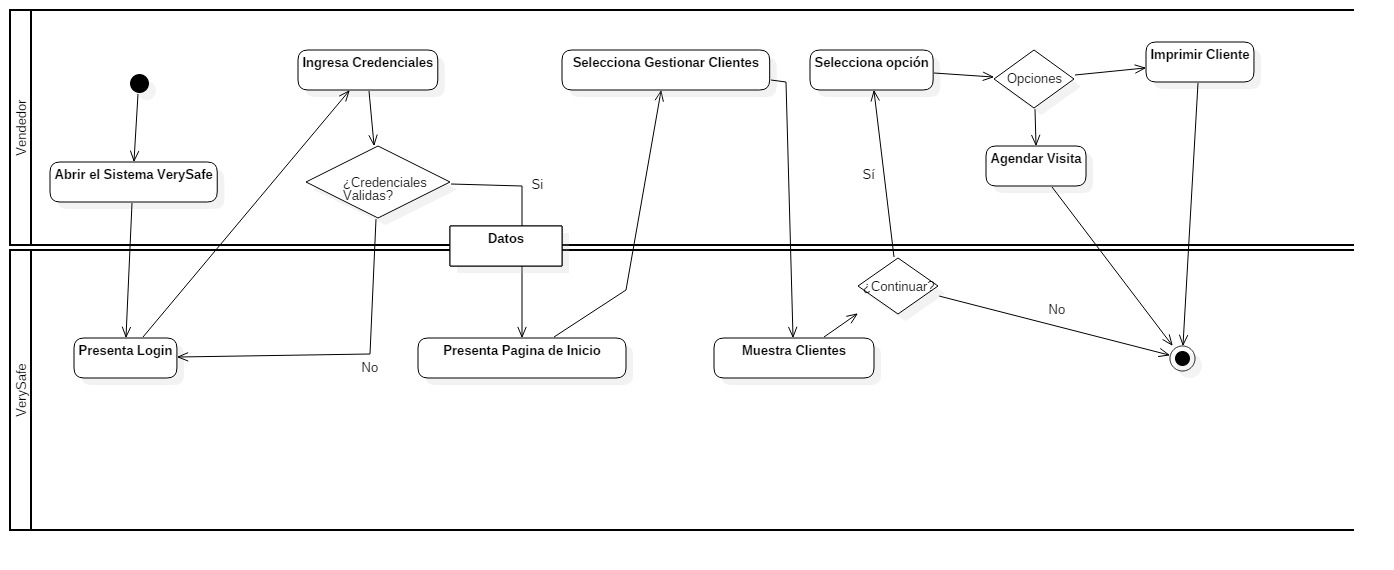 Vendedor
Ingresa Credenciales
Selecciona Gestionar Clientes
Selecciona opción
Opciones
Imprimir Cliente
Abrir el Sistema VerySafe
¿Credenciales
Validas?
Si
Agendar Visita
Sí
Datos
VerySafe
¿Continuar?
No
Presenta Login
No
Presenta Pagina de Inicio
Muestra Clientes